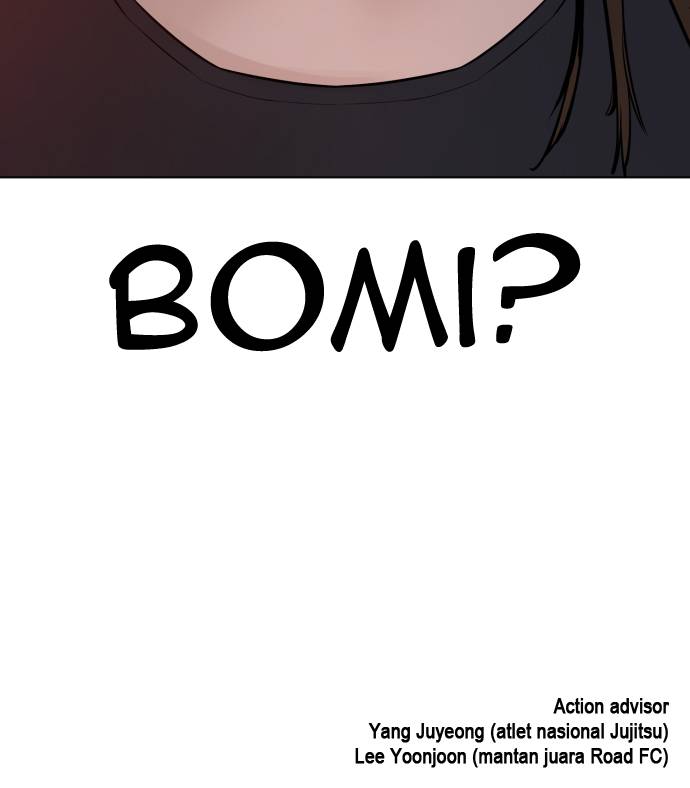 BOMI?
Action advisor
Yang Juyeong (atlet nasional Jujitsu)
Lee Yoonjoon (mantan juara Road FC)